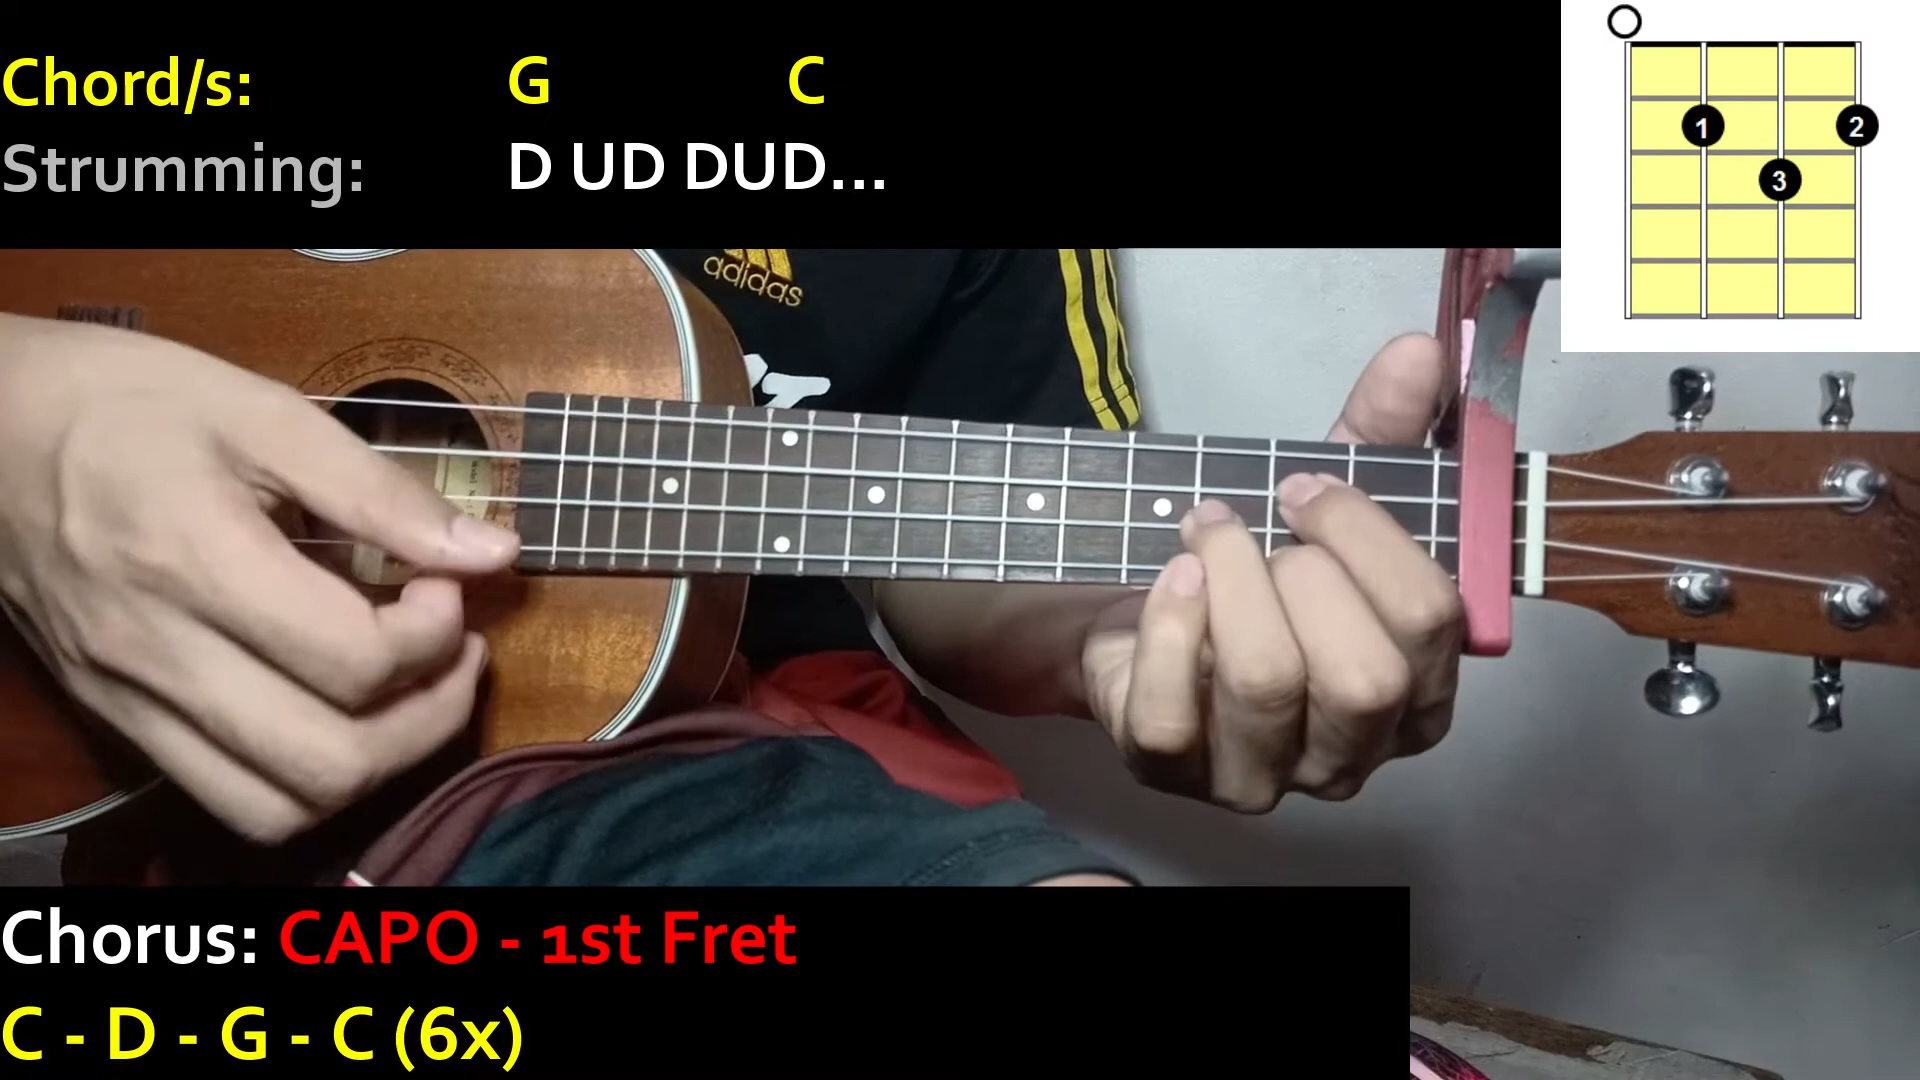 Chord/s: G C
Strumming: D UD DUD...
1 2
3
adidas
Chorus: CAPO - 1st Fret
C - D - G - C (6x)